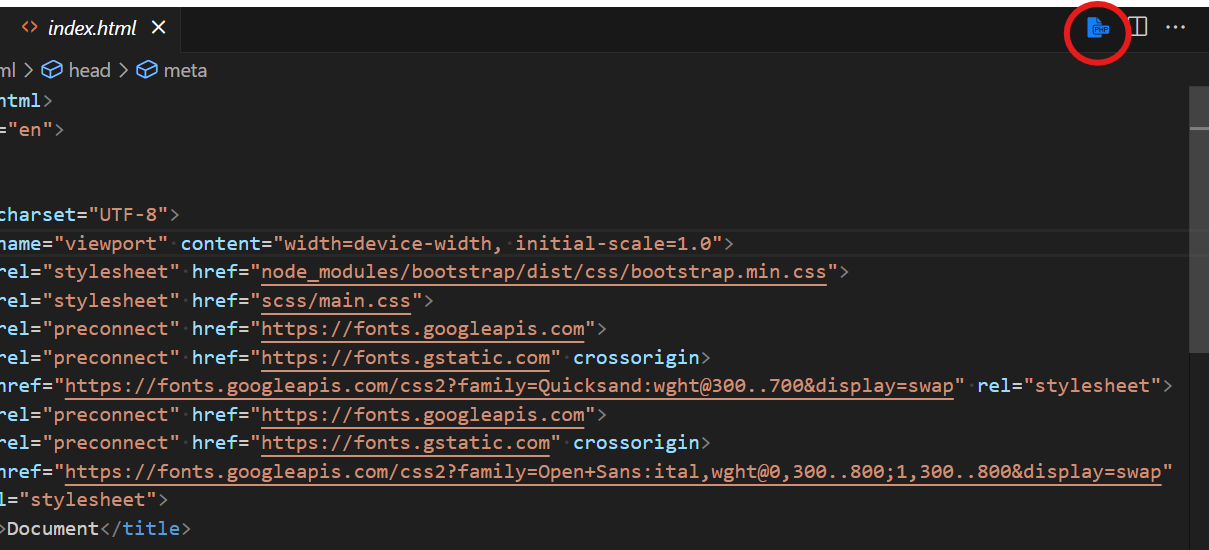 index.html
PHP
ml > head > meta
html>
="en">
charset="UTF-8">
name="viewport" content="width=device-width, initial-scale=1.0">
rel="stylesheet" href="node_modules/bootstrap/dist/css/bootstrap.min.css">
rel="stylesheet" href="scss/main.css">
rel="preconnect" href="https://fonts.googleapis.com">
rel="preconnect" href="https://fonts.gstatic.com" crossorigin>
href="https://fonts.googleapis.com/css2?family=Quicksand:wght@300..700&display=swap" rel="stylesheet">
rel="preconnect" href="https://fonts.googleapis.com">
rel="preconnect" href="https://fonts.gstatic.com" crossorigin>
href="https://fonts.googleapis.com/css2?family=Open+Sans:ital,wght@0,300..800;1,300..800&display=swap"
l="stylesheet">
>Document</title>